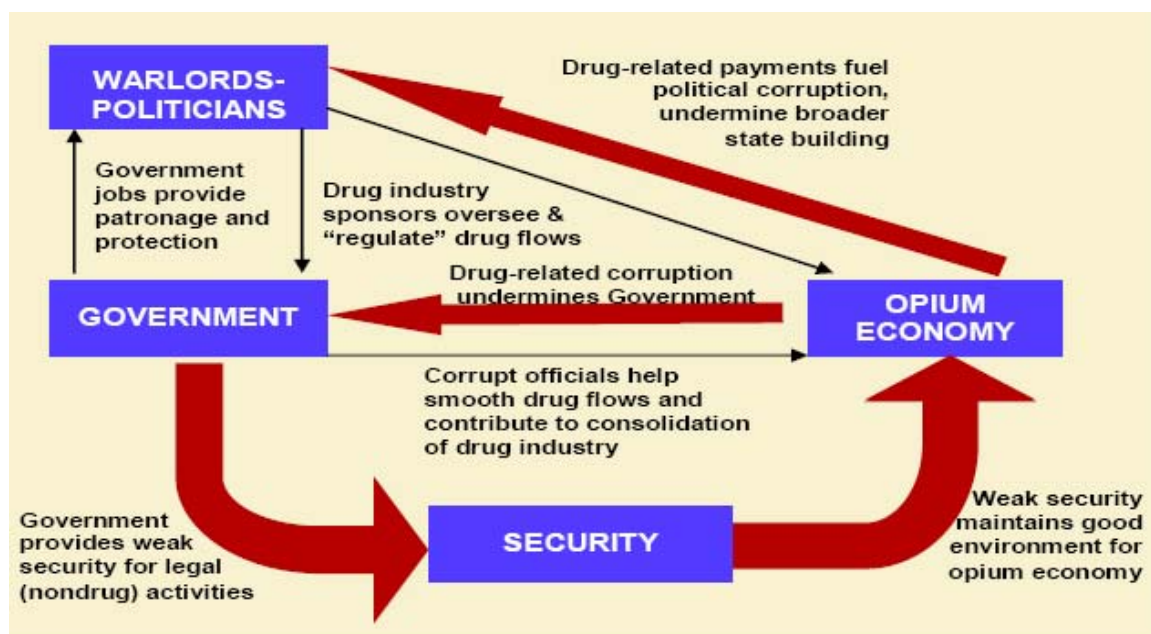 WARLORDS-
POLITICIANS
Drug-related payments fuel
political corruption,
undermine broader
state building
Government
jobs provide
patronage and
protection
Drug industry
sponsors oversee &
“regulate” drug flows
Drug-related corruption
undermines Government
GOVERNMENT
OPIUM
ECONOMY
Corrupt officials help
smooth drug flows and
contribute to consolidation
of drug industry
Government
provides weak
security for legal
(nondrug) activities
SECURITY
Weak security
maintains good
environment for
opium economy